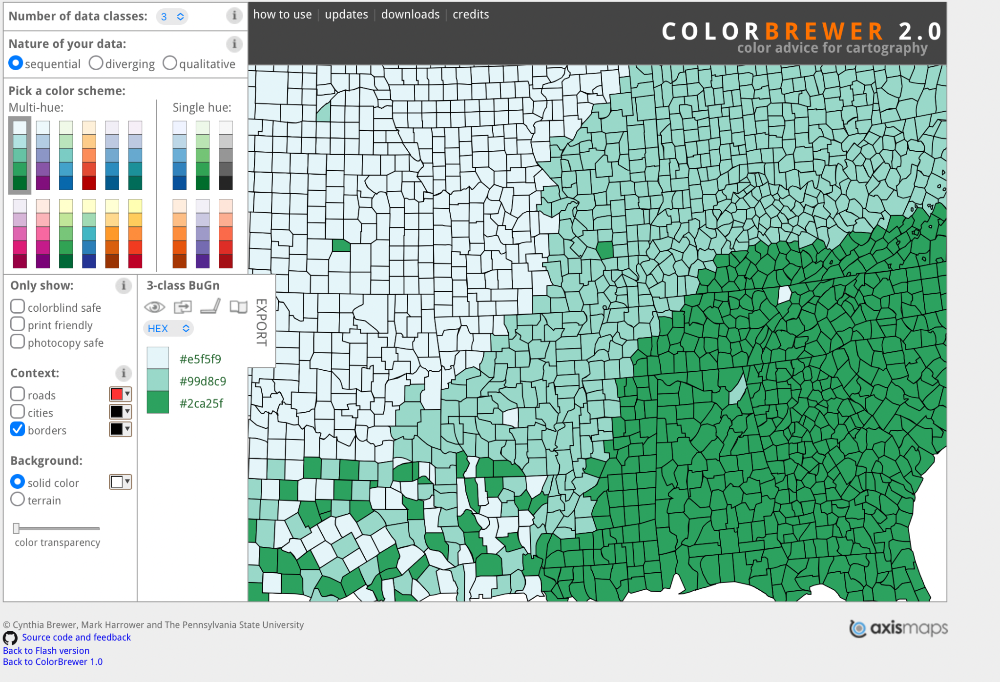 Number of data classes: 3 i
how to use | updates | downloads | credits
COLORBREWER 2.0
color advice for cartography
Nature of your data: i
sequential diverging qualitative
Pick a color scheme:
Multi-hue: Single hue:
Only show: i
colorblind safe
print friendly
photocopy safe
Context: i
roads
cities
borders
Background:
solid color
terrain
color transparency
3-class BuGn
EXPORT
HEX
#e5f5f9
#99d8c9
#2ca25f
© Cynthia Brewer, Mark Harrower and The Pennsylvania State University
Source code and feedback
Back to Flash version
Back to ColorBrewer 1.0
axismaps